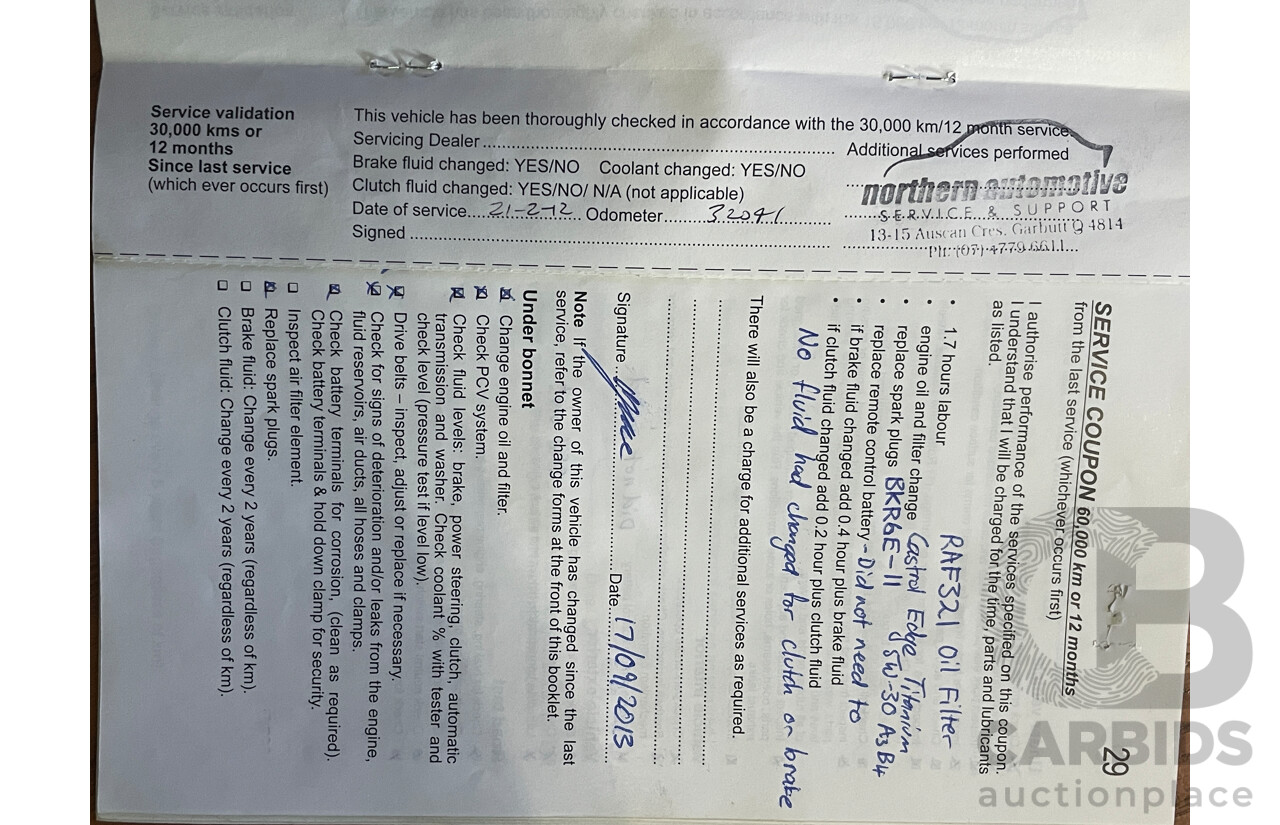 Service validation
30,000 kms or
12 months
Since last service
(which ever occurs first)
This vehicle has been thoroughly checked in accordance with the 30,000 km/12 month service.
Servicing Dealer
Additional services performed
Brake fluid changed: YES/NO Coolant changed: YES/NO
Clutch fluid changed: YES/NO/ N/A (not applicable)
Date of service 21-2-12 Odometer 32041
Signed
northern automotive
SERVICE & SUPPORT
13-15 Auscan Cres. Garbutt Q 4814
Ph: (07) 4779 6611
29
SERVICE COUPON 60,000 km or 12 months
from the last service (whichever occurs first)
I authorise performance of the services specified on this coupon.
I understand that I will be charged for the time, parts and lubricants
as listed.
• 1.7 hours labour RAF321 Oil Filter
• engine oil and filter change Castrol Edge Titanium
• replace spark plugs BKR6E-11 5W-30 A3 B4
• replace remote control battery - Did not need to
• if brake fluid changed add 0.4 hour plus brake fluid
• if clutch fluid changed add 0.2 hour plus clutch fluid
No fluid had changed for clutch or brake
There will also be a charge for additional services as required.
Signature Date 17/09/2013
Note If the owner of this vehicle has changed since the last
service, refer to the change forms at the front of this booklet.
Under bonnet
Change engine oil and filter.
Check PCV system.
Check fluid levels: brake, power steering, clutch, automatic
transmission and washer. Check coolant % with tester and
check level (pressure test if level low).
Drive belts – inspect, adjust or replace if necessary.
Check for signs of deterioration and/or leaks from the engine,
fluid reservoirs, air ducts, all hoses and clamps.
Check battery terminals for corrosion, (clean as required).
Check battery terminals & hold down clamp for security.
Inspect air filter element.
Replace spark plugs.
Brake fluid: Change every 2 years (regardless of km).
Clutch fluid: Change every 2 years (regardless of km).
CARBIDS
auctionplace